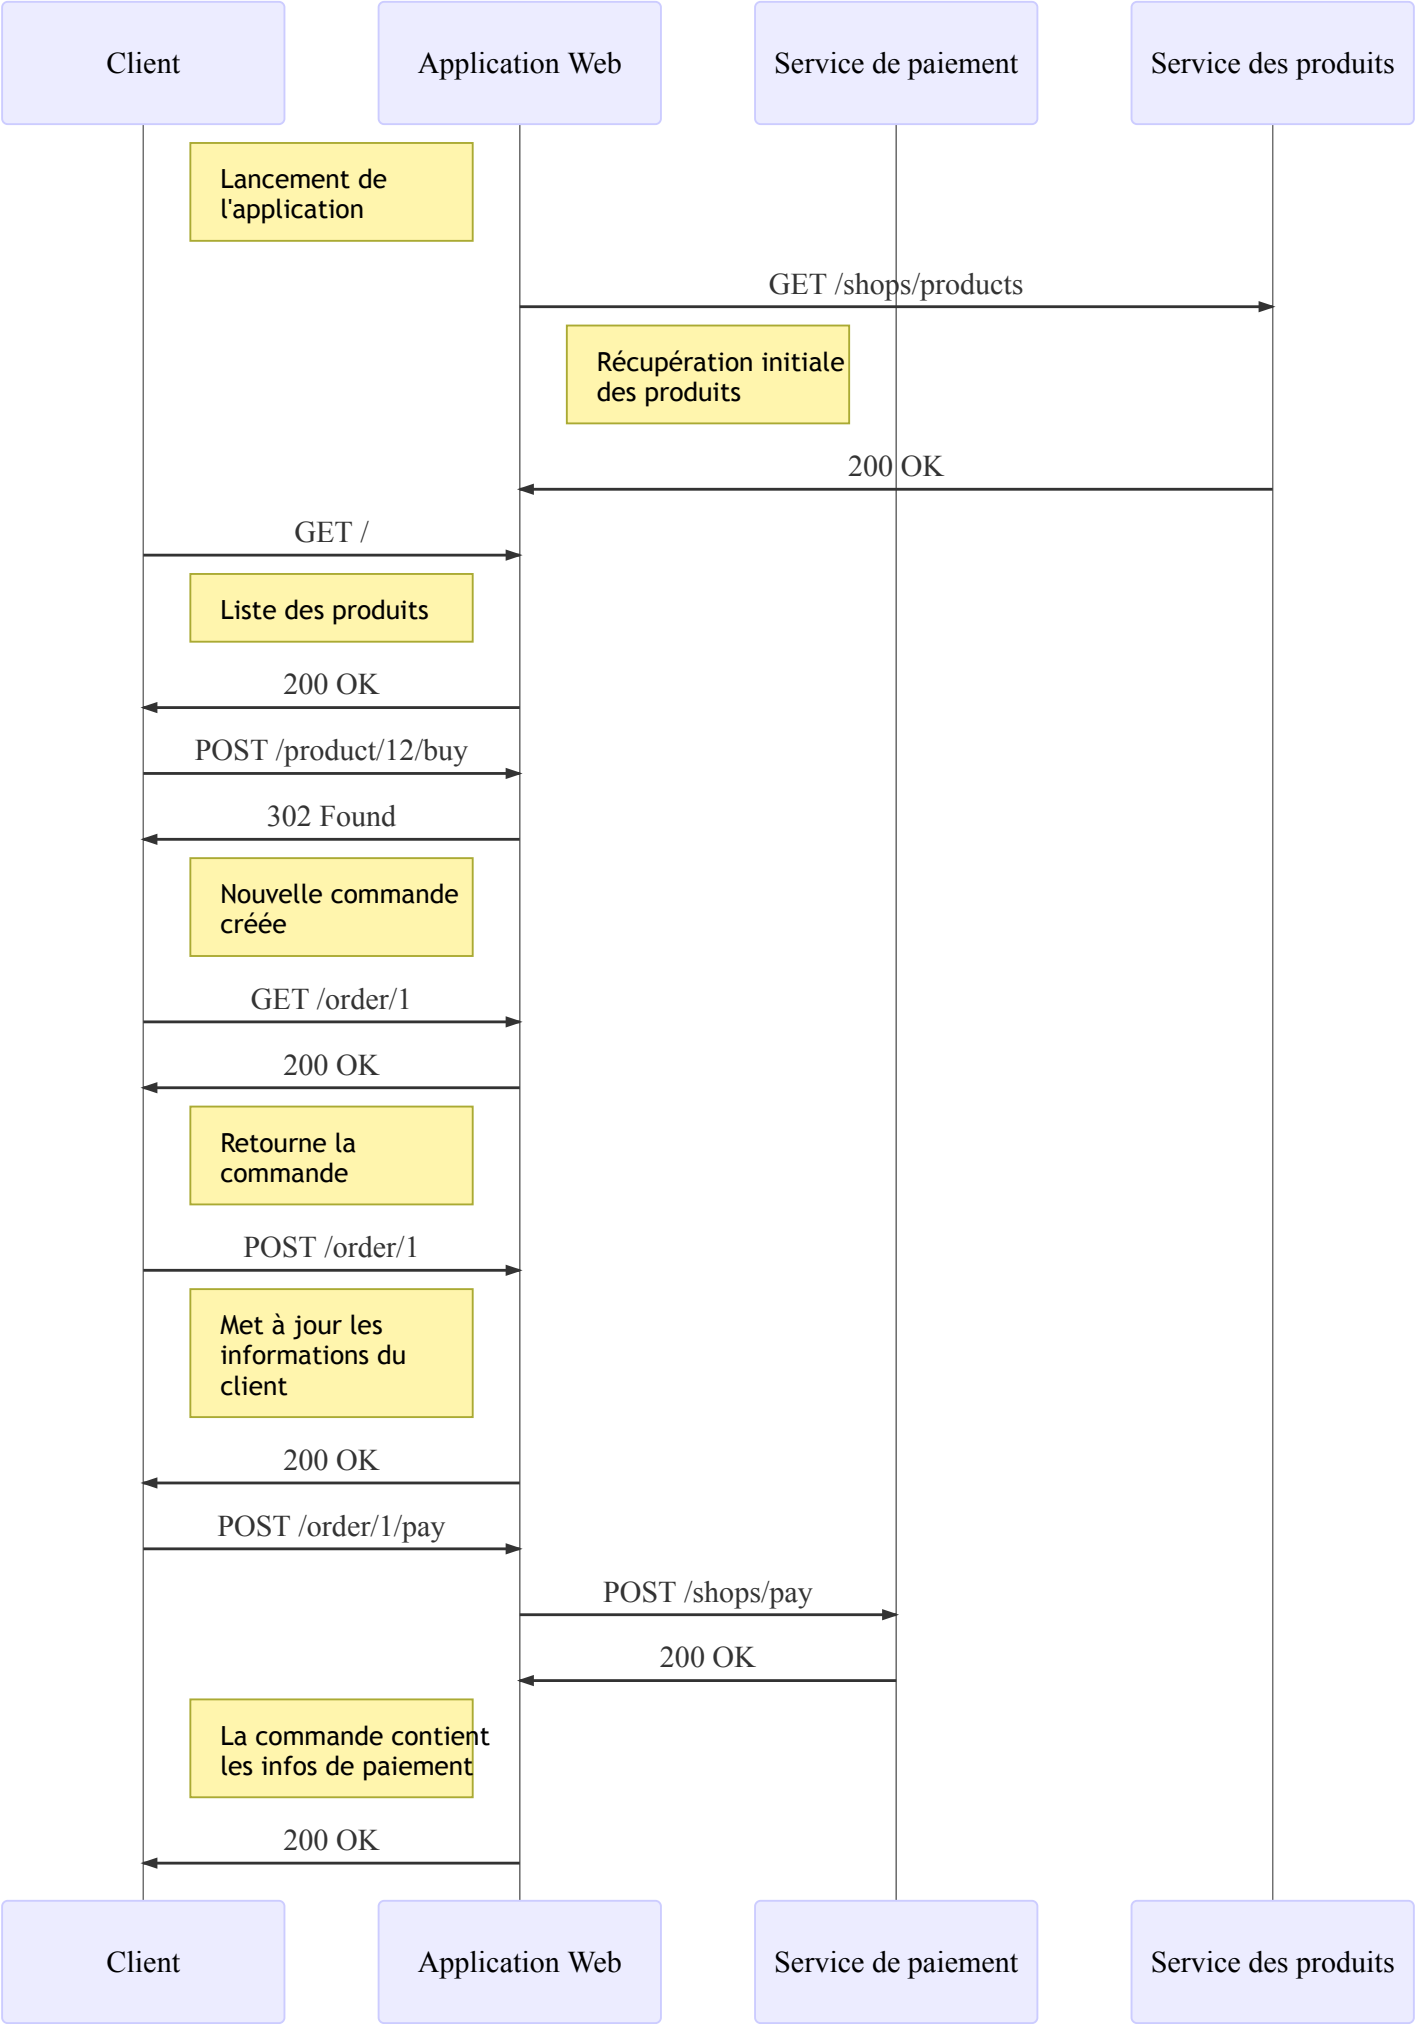 Client
Application Web
Service de paiement
Service des produits
Lancement de
l'application
GET /shops/products
Récupération initiale
des produits
200 OK
GET /
Liste des produits
200 OK
POST /product/12/buy
302 Found
Nouvelle commande
créée
GET /order/1
200 OK
Retourne la
commande
POST /order/1
Met à jour les
informations du
client
200 OK
POST /order/1/pay
POST /shops/pay
200 OK
La commande contient
les infos de paiement
200 OK
Client
Application Web
Service de paiement
Service des produits